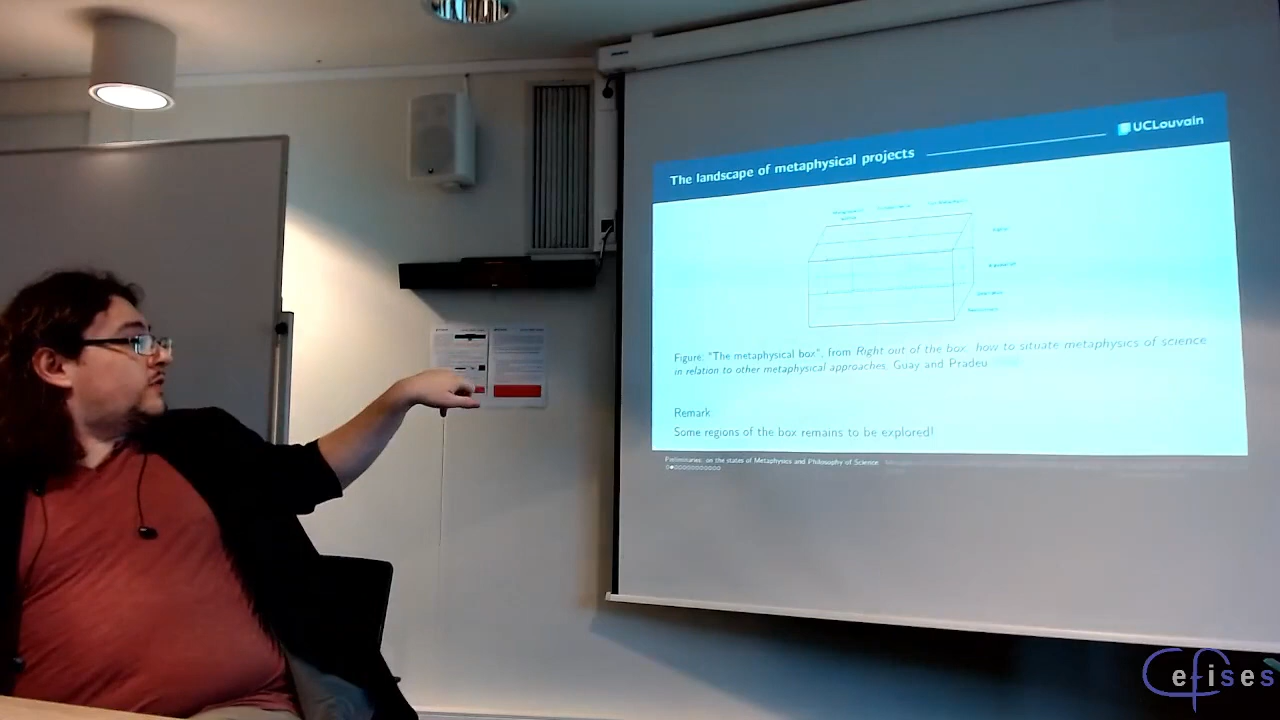 The landscape of metaphysical projects
UCLouvain
Figure: "The metaphysical box", from Right out of the box: how to situate metaphysics of science
in relation to other metaphysical approaches, Guay and Pradeu
Remark
Some regions of the box remains to be explored!
Preliminaries: on the states of Metaphysics and Philosophy of Science
efises